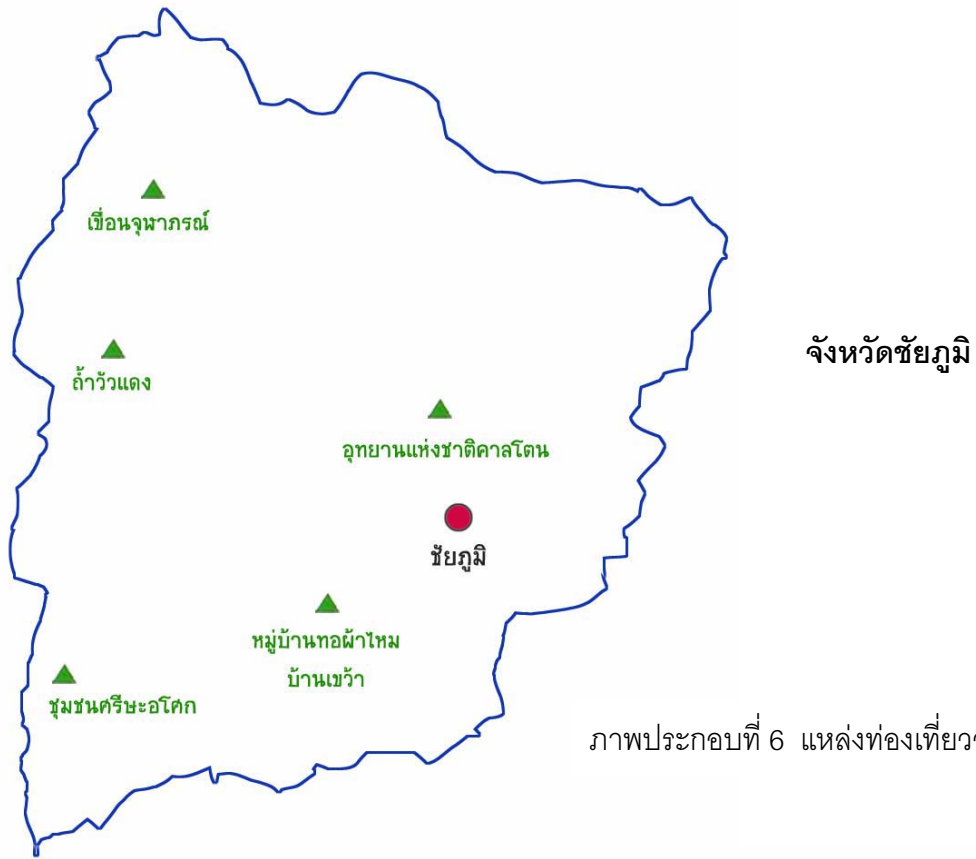 เขื่อนจุฬาภรณ์
จังหวัดชัยภูมิ
ถ้ำวัวแดง
อุทยานแห่งชาติคาลโตน
ชัยภูมิ
หมู่บ้านทอผ้าไหม
บ้านเขว้า
ชุมชนศรีษะอโศก
ภาพประกอบที่ 6 แหล่งท่องเที่ยว